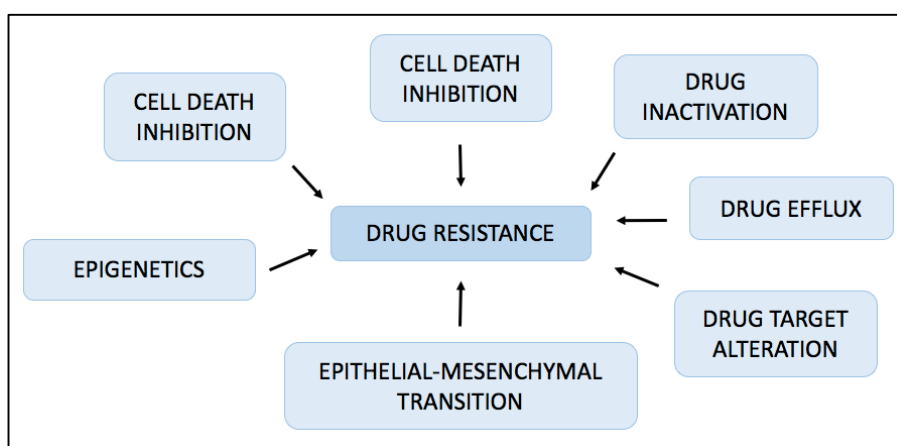 CELL DEATH
INHIBITION
CELL DEATH
INHIBITION
DRUG
INACTIVATION
DRUG EFFLUX
DRUG RESISTANCE
EPIGENETICS
DRUG TARGET
ALTERATION
EPITHELIAL-MESENCHYMAL
TRANSITION